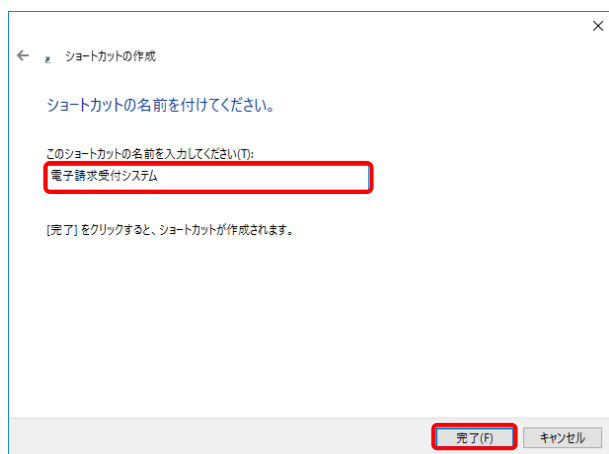 ショートカットの作成
ショートカットの名前を付けてください。
このショートカットの名前を入力してください(T):
電子請求受付システム
[完了] をクリックすると、ショートカットが作成されます。
完了(F)
キャンセル